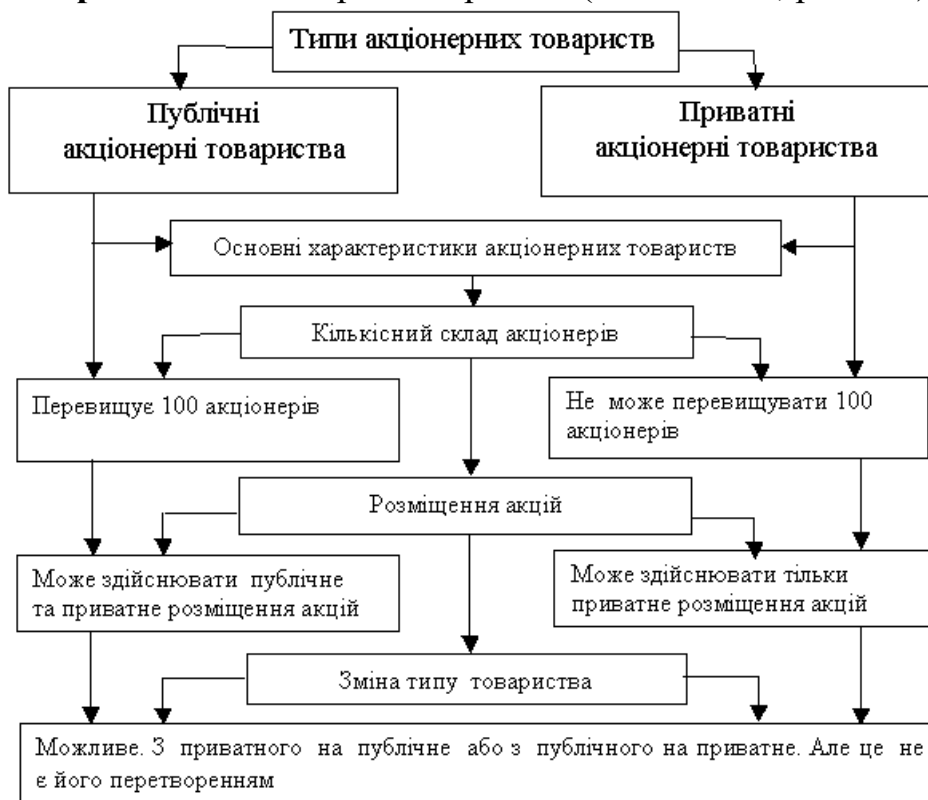 Типи акціонерних товариств
Публічні
акціонерні товариства
Приватні
акціонерні товариства
Основні характеристики акціонерних товариств
Кількісний склад акціонерів
Перевищує 100 акціонерів
Не може перевищувати 100
акціонерів
Розміщення акцій
Може здійснювати публічне
та приватне розміщення акцій
Може здійснювати тільки
приватне розміщення акцій
Зміна типу товариства
Можливе. З приватного на публічне або з публічного на приватне. Але це не
є його перетворенням